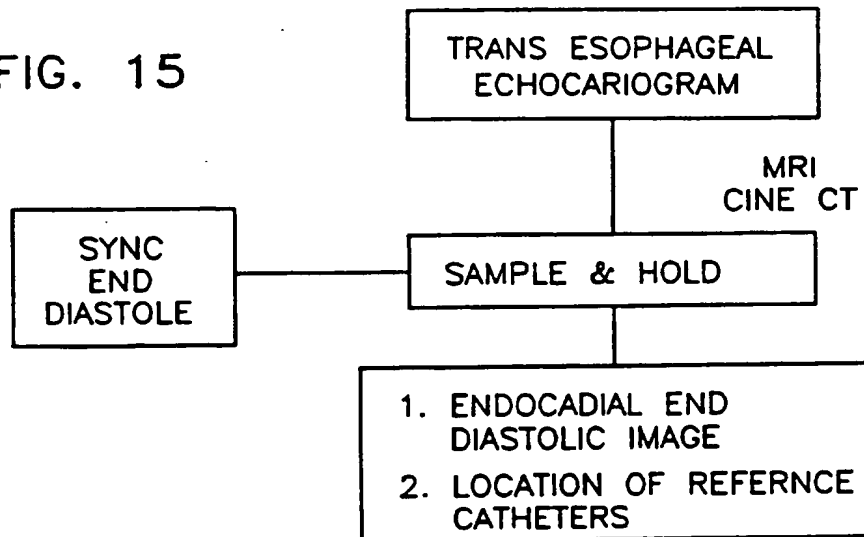 FIG. 15
TRANS ESOPHAGEAL
ECHOCARIOGRAM
MRI
CINE CT
SYNC
END
DIASTOLE
SAMPLE & HOLD
1. ENDOCADIAL END
DIASTOLIC IMAGE
2. LOCATION OF REFERNCE
CATHETERS